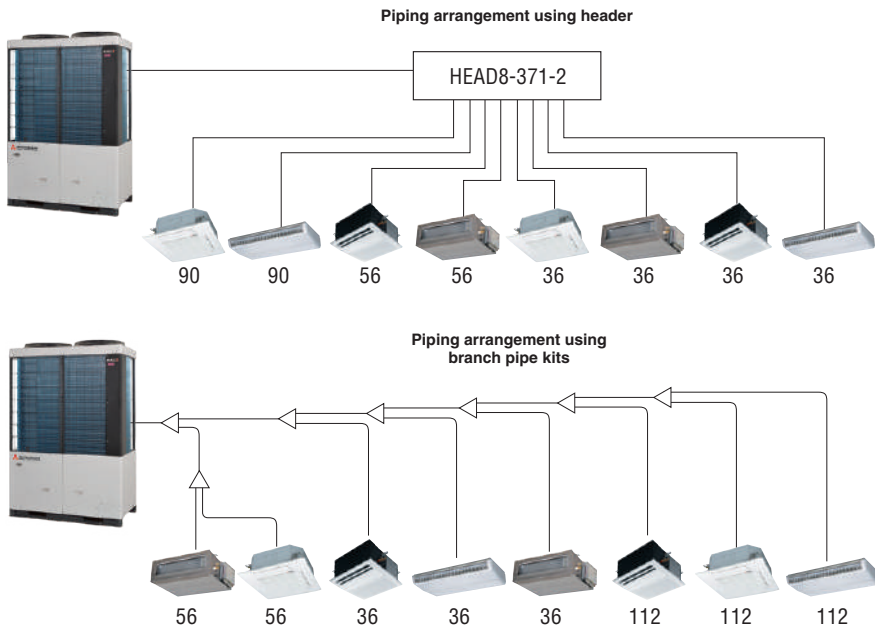 Piping arrangement using header
HEAD8-371-2
90 90 56 56 36 36 36 36
Piping arrangement using
branch pipe kits
56 56 36 36 36 112 112 112